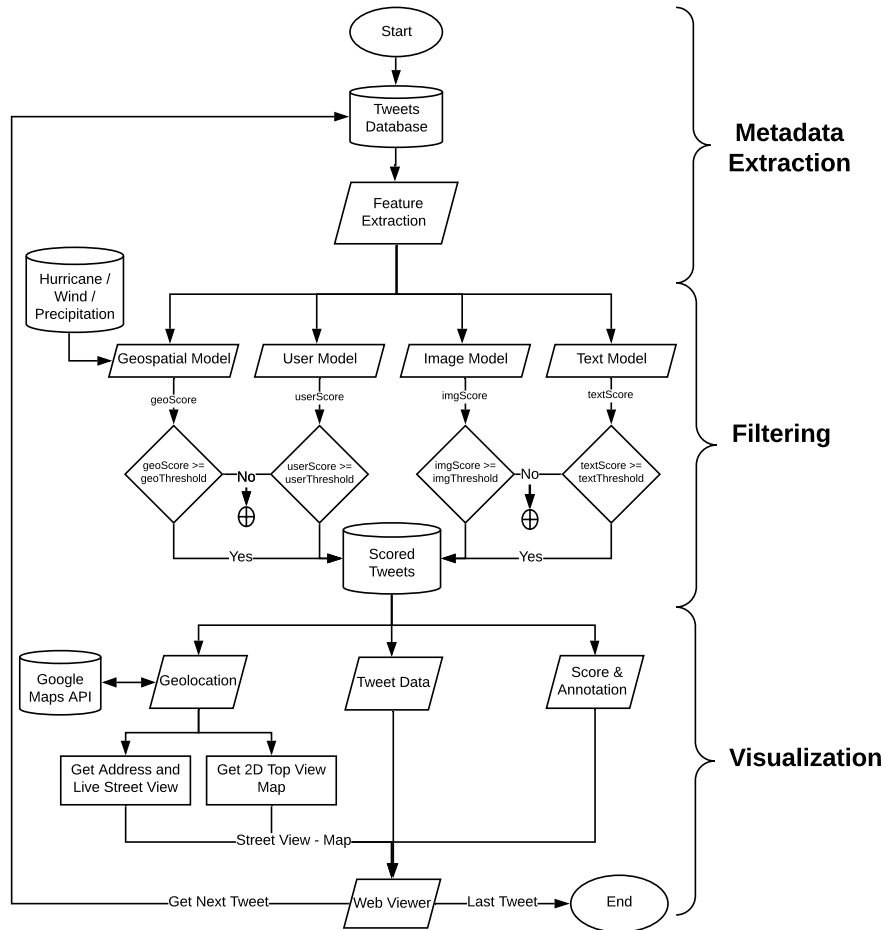 Start
Tweets
Database
Metadata
Extraction
Feature
Extraction
Hurricane /
Wind /
Precipitation
Geospatial Model
User Model
Image Model
Text Model
geoScore
userScore
imgScore
textScore
Filtering
geoScore >=
geoThreshold
No
userScore >=
userThreshold
imgScore >=
imgThreshold
No
textScore >=
textThreshold
Yes
Scored
Tweets
Yes
Google
Maps API
Geolocation
Tweet Data
Score &
Annotation
Visualization
Get Address and
Live Street View
Get 2D Top View
Map
Street View - Map
Get Next Tweet
Web Viewer
Last Tweet
End